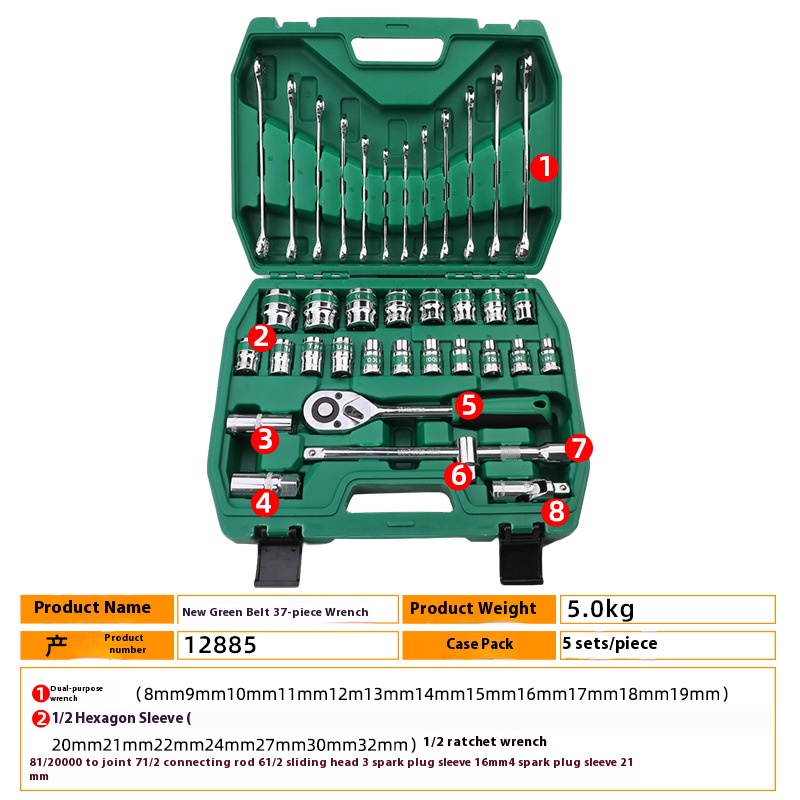 1
2
3
4
5
6
7
8
Product Name New Green Belt 37-piece Wrench Product Weight 5.0kg
产 Product number 12885 Case Pack 5 sets/piece
1 Dual-purpose wrench (8mm9mm10mm11mm12m13mm14mm15mm16mm17mm18mm19mm)
2 1/2 Hexagon Sleeve (
20mm21mm22mm24mm27mm30mm32mm) 1/2 ratchet wrench
81/20000 to joint 71/2 connecting rod 61/2 sliding head 3 spark plug sleeve 16mm4 spark plug sleeve 21
mm